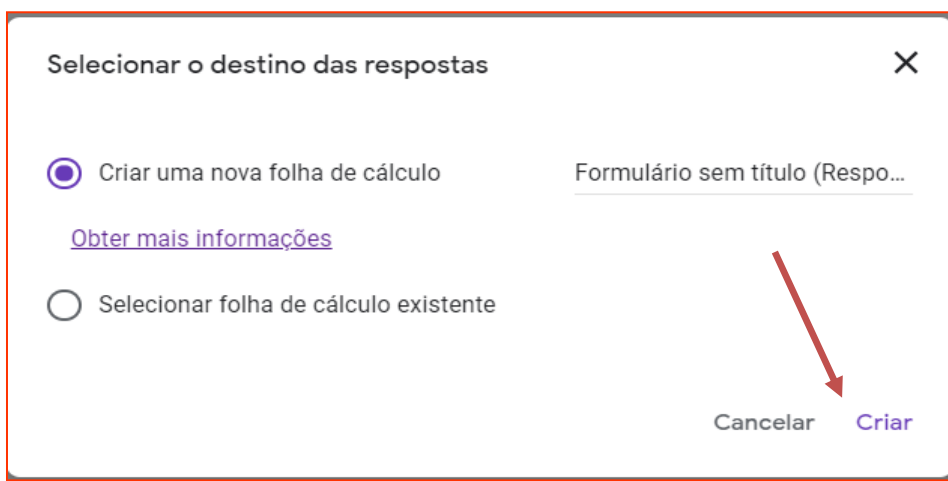 Selecionar o destino das respostas
Criar uma nova folha de cálculo
Formulário sem título (Respo...
Obter mais informações
Selecionar folha de cálculo existente
Cancelar
Criar